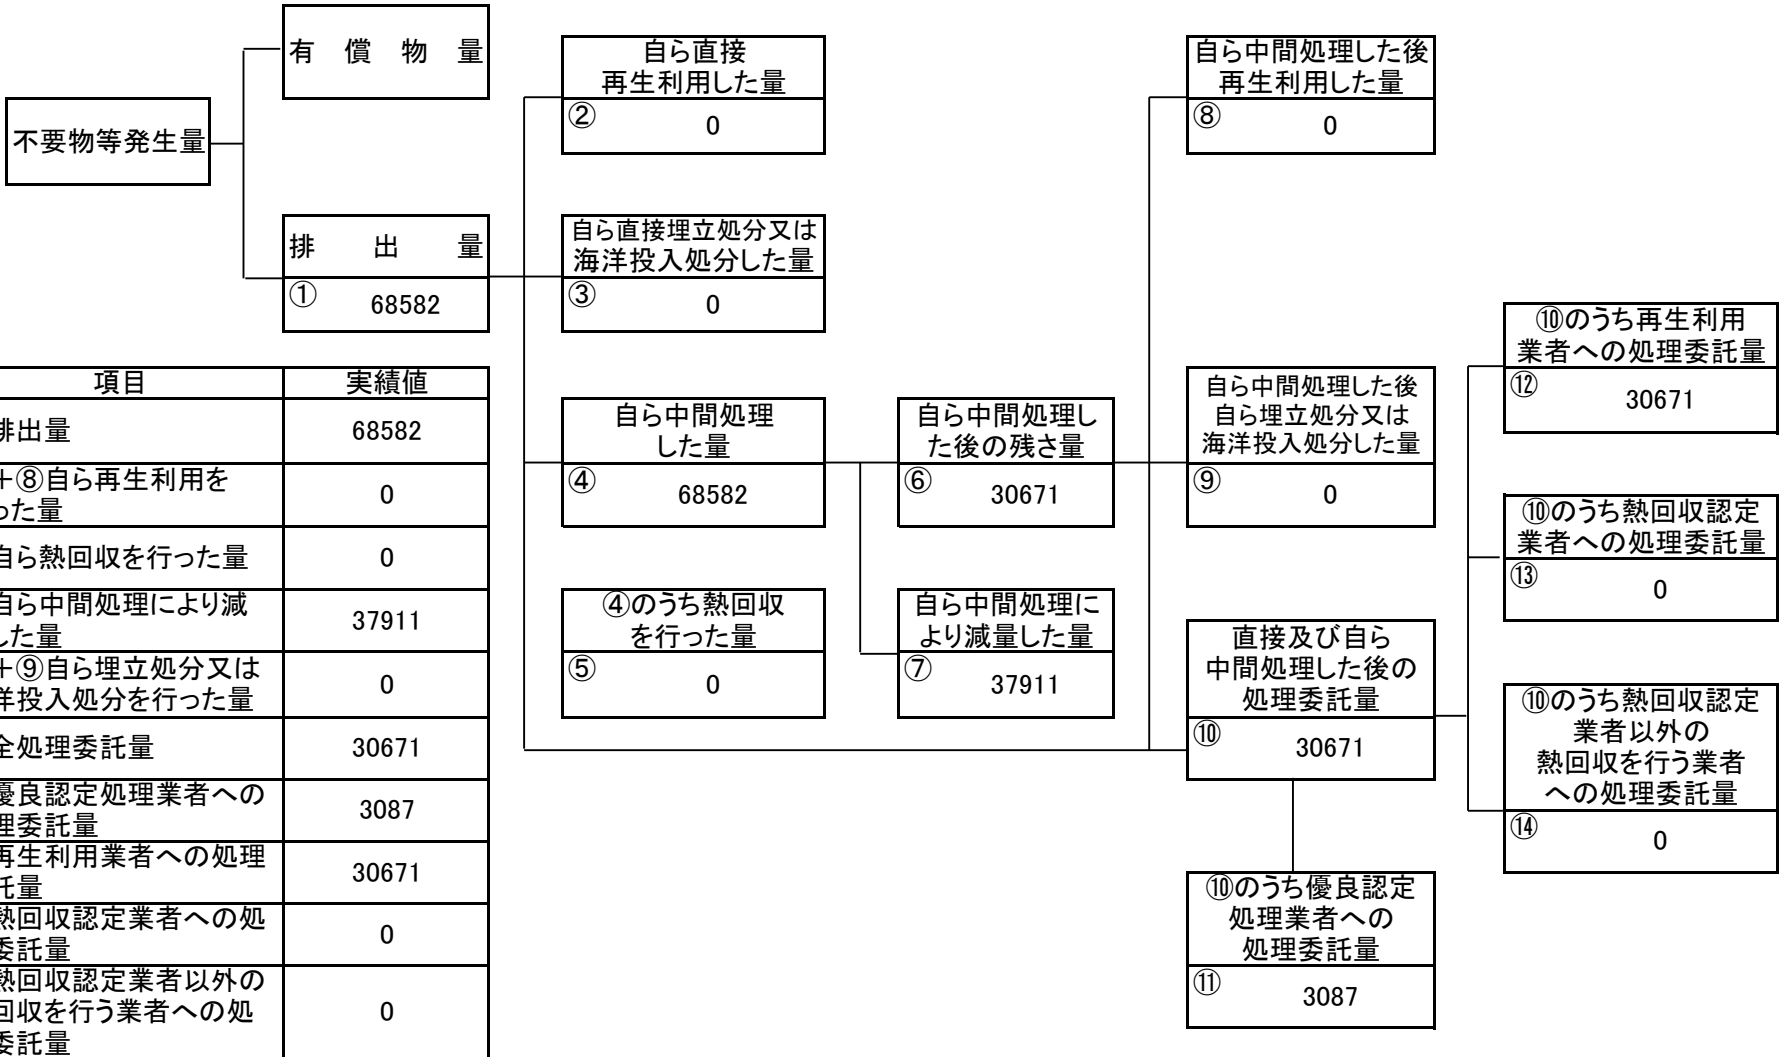 有償物量
不要物等発生量
排出量
①
68582
自ら直接
再生利用した量
②
0
自ら直接埋立処分又は
海洋投入処分した量
③
0
自ら中間処理
した量
④
68582
④のうち熱回収
を行った量
⑤
0
自ら中間処理し
た後の残さ量
⑥
30671
自ら中間処理に
より減量した量
⑦
37911
自ら中間処理した後
再生利用した量
⑧
0
自ら中間処理した後
自ら埋立処分又は
海洋投入処分した量
⑨
0
直接及び自ら
中間処理した後の
処理委託量
⑩
30671
⑩のうち優良認定
処理業者への
処理委託量
⑪
3087
⑩のうち再生利用
業者への処理委託量
⑫
30671
⑩のうち熱回収認定
業者への処理委託量
⑬
0
⑩のうち熱回収認定
業者以外の
熱回収を行う業者
への処理委託量
⑭
0
項目
実績値
排出量
68582
+⑧自ら再生利用を
った量
0
自ら熱回収を行った量
0
自ら中間処理により減
した量
37911
+⑨自ら埋立処分又は
洋投入処分を行った量
0
全処理委託量
30671
優良認定処理業者への
理委託量
3087
再生利用業者への処理
託量
30671
熱回収認定業者への処
委託量
0
熱回収認定業者以外の
回収を行う業者への処
委託量
0